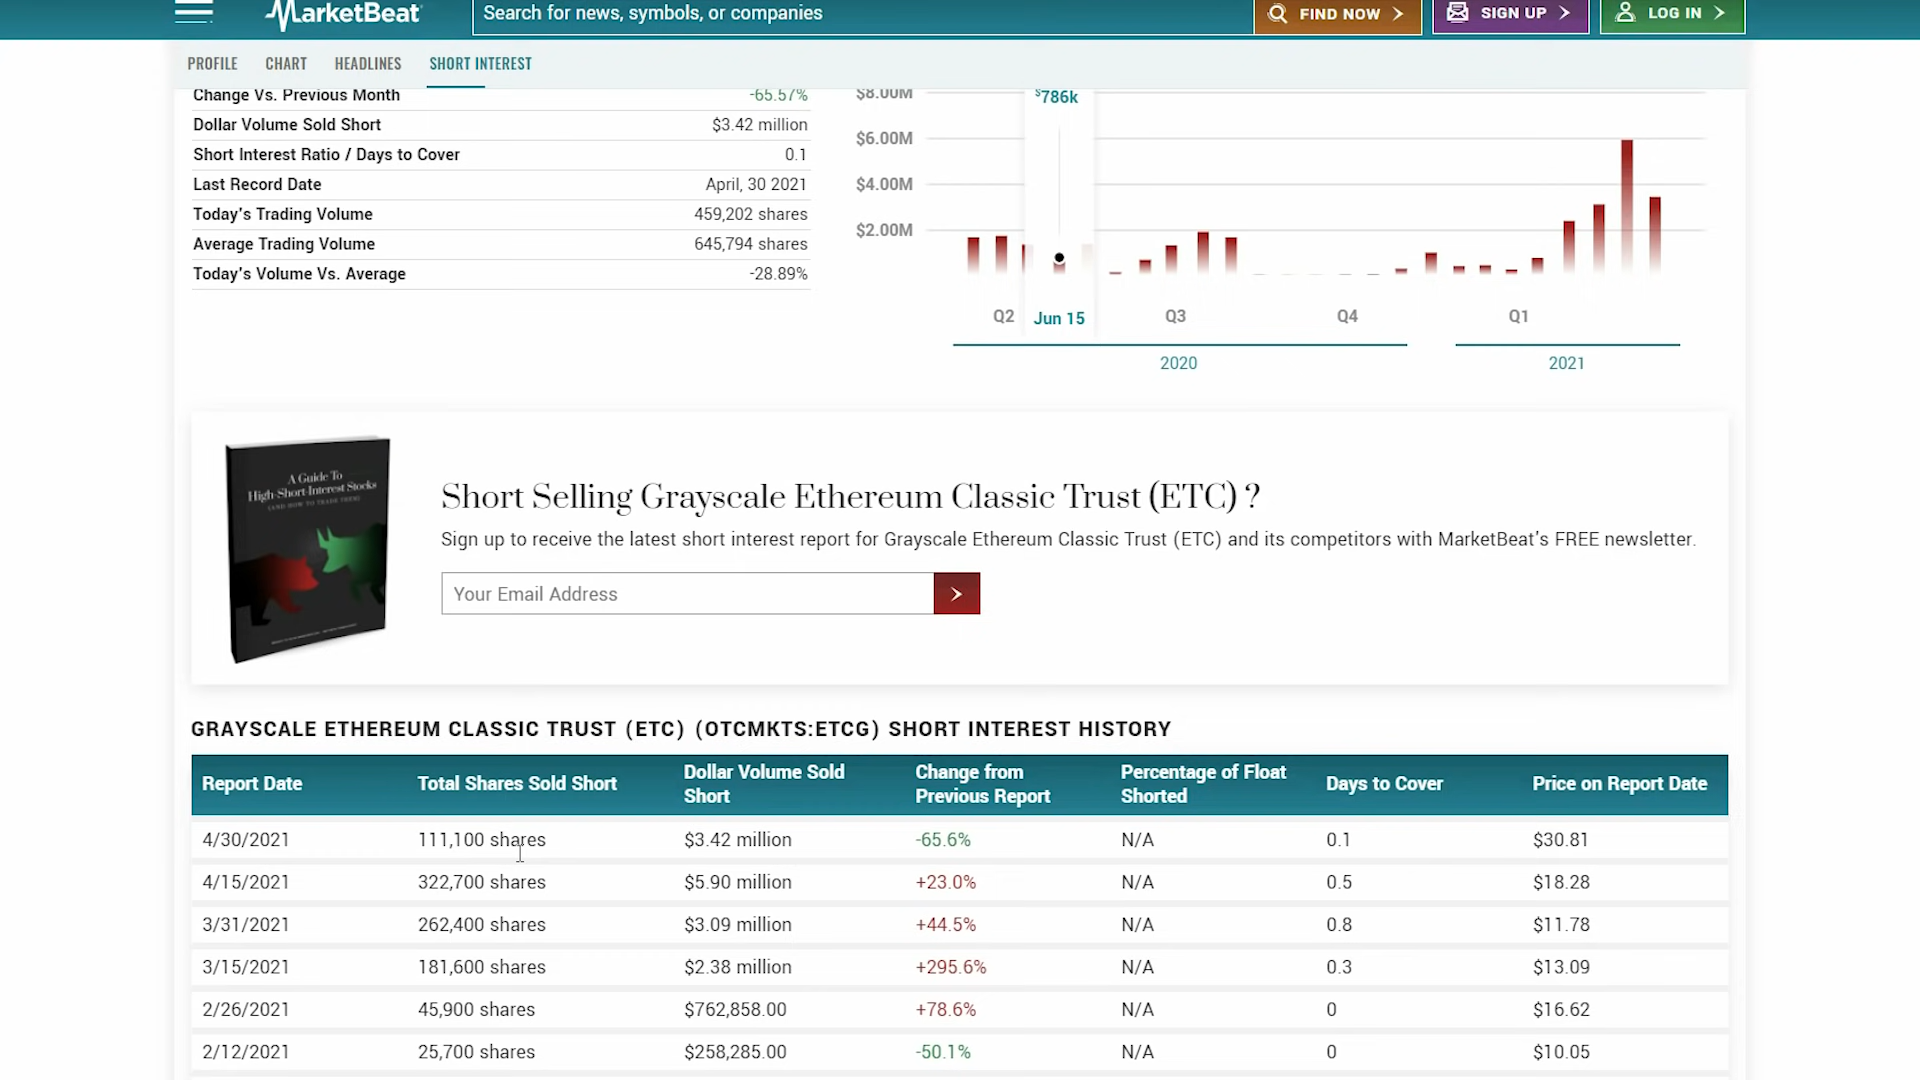 MarketBeat
Search for news, symbols, or companies
FIND NOW
SIGN UP
LOG IN
PROFILE CHART HEADLINES SHORT INTEREST
Change Vs. Previous Month -65.57%
Dollar Volume Sold Short $3.42 million
Short Interest Ratio / Days to Cover 0.1
Last Record Date April, 30 2021
Today's Trading Volume 459,202 shares
Average Trading Volume 645,794 shares
Today's Volume Vs. Average -28.89%
$8.00M
$786k
$6.00M
$4.00M
$2.00M
Q2 Jun 15 Q3 Q4 Q1
2020 2021
A Guide To
High-Short-Interest Stocks
(AND HOW TO TRADE THEM)
Short Selling Grayscale Ethereum Classic Trust (ETC) ?
Sign up to receive the latest short interest report for Grayscale Ethereum Classic Trust (ETC) and its competitors with MarketBeat's FREE newsletter.
Your Email Address
GRAYSCALE ETHEREUM CLASSIC TRUST (ETC) (OTCMKTS:ETCG) SHORT INTEREST HISTORY
Report Date Total Shares Sold Short Dollar Volume Sold Short Change from Previous Report Percentage of Float Shorted Days to Cover Price on Report Date
4/30/2021 111,100 shares $3.42 million -65.6% N/A 0.1 $30.81
4/15/2021 322,700 shares $5.90 million +23.0% N/A 0.5 $18.28
3/31/2021 262,400 shares $3.09 million +44.5% N/A 0.8 $11.78
3/15/2021 181,600 shares $2.38 million +295.6% N/A 0.3 $13.09
2/26/2021 45,900 shares $762,858.00 +78.6% N/A 0 $16.62
2/12/2021 25,700 shares $258,285.00 -50.1% N/A 0 $10.05